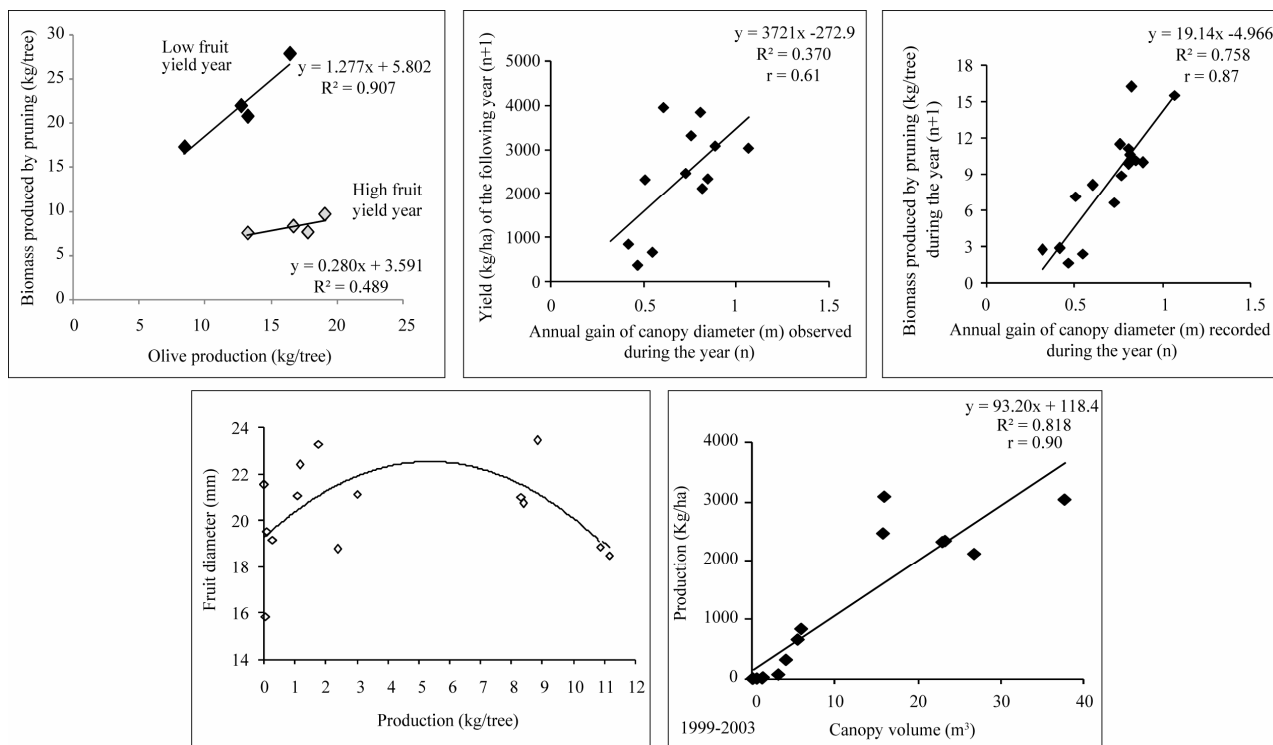 30
25
20
15
10
5
0
0
5
10
15
20
25
Biomass produced by pruning (kg/tree)
Low fruit
yield year
y = 1.277x + 5.802
R² = 0.907
High fruit
yield year
y = 0.280x + 3.591
R² = 0.489
Olive production (kg/tree)
y = 3721x -272.9
R² = 0.370
r = 0.61
5000
4000
3000
2000
1000
0
0
0.5
1
1.5
Yield (kg/ha) of the following year (n+1)
Annual gain of canopy diameter (m) observed
during the year (n)
y = 19.14x -4.966
R² = 0.758
r = 0.87
18
15
12
9
6
3
0
0
0.5
1
1.5
Biomass produced by pruning (kg/tree)
during the year (n+1)
Annual gain of canopy diameter (m) recorded
during the year (n)
24
22
20
18
16
14
0
1
2
3
4
5
6
7
8
9
10
11
12
Fruit diameter (mm)
Production (kg/tree)
y = 93.20x + 118.4
R² = 0.818
r = 0.90
4000
3000
2000
1000
0
0
10
20
30
40
Production (Kg/ha)
1999-2003
Canopy volume (m³)